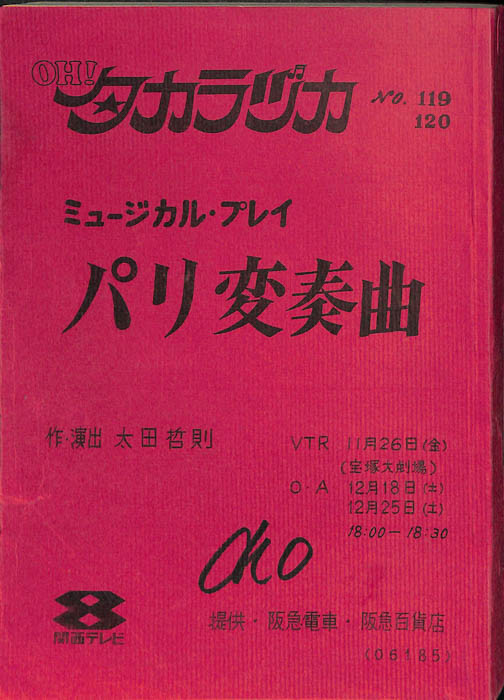 OH!
タカラヅカ No. 119
120
ミュージカル・プレイ
パリ変奏曲
作・演出 太田哲則
VTR 11月26日(金)
(宝塚大劇場)
O・A 12月18日(土)
12月25日(土)
18:00-18:30
関西テレビ
提供・阪急電車・阪急百貨店
(06185)